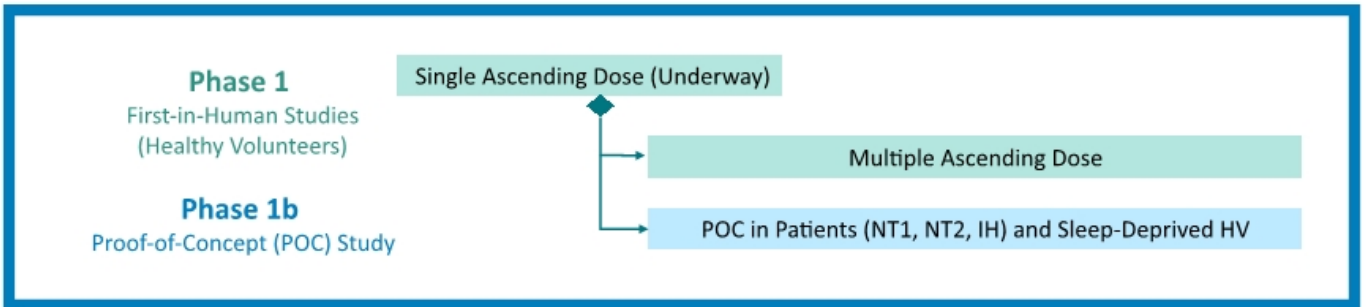 Phase 1
First-in-Human Studies
(Healthy Volunteers)
Single Ascending Dose (Underway)
Multiple Ascending Dose
Phase 1b
Proof-of-Concept (POC) Study
POC in Patients (NT1, NT2, IH) and Sleep-Deprived HV